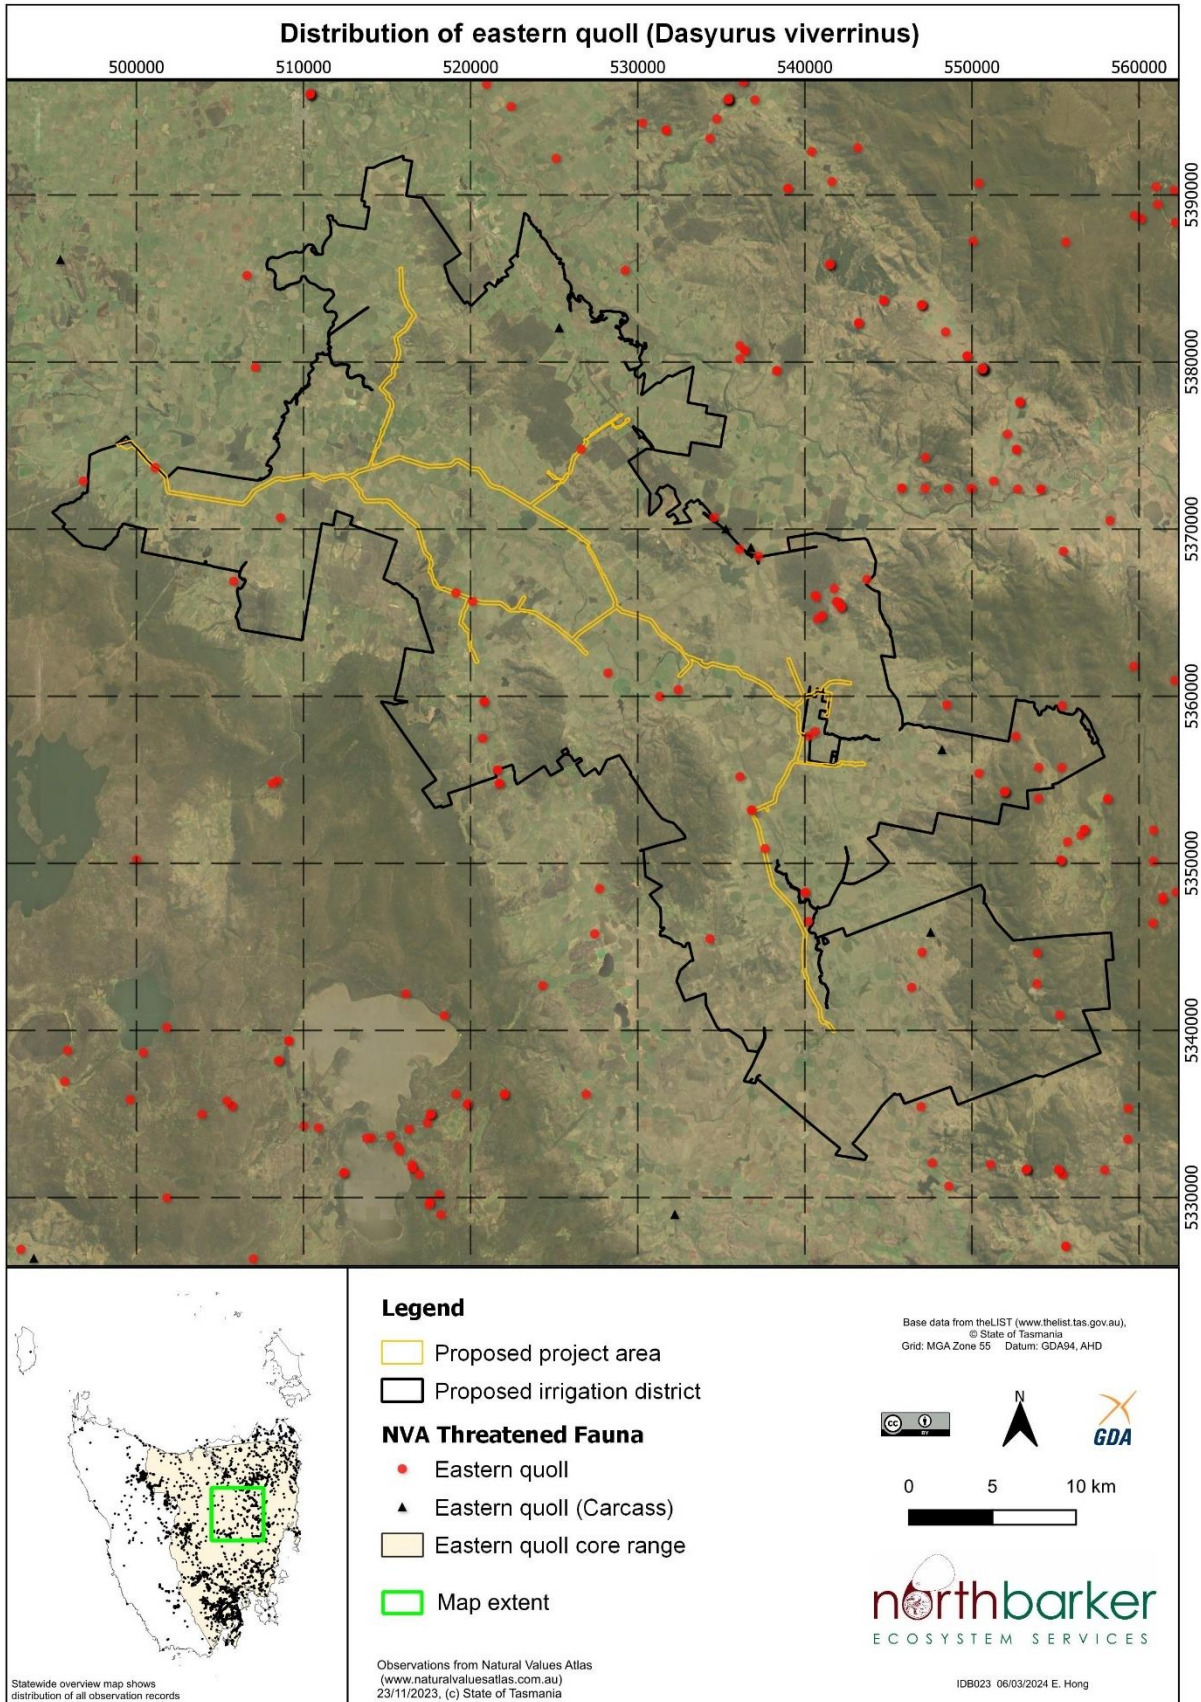 Distribution of eastern quoll (Dasyurus viverrinus)
500000 510000 520000 530000 540000 550000 560000
5390000
5380000
5370000
5360000
5350000
5340000
5330000
Legend
Proposed project area
Proposed irrigation district
NVA Threatened Fauna
Eastern quoll
Eastern quoll (Carcass)
Eastern quoll core range
Map extent
Observations from Natural Values Atlas
(www.naturalvaluesatlas.com.au)
23/11/2023, (c) State of Tasmania
Base data from theLIST (www.thelist.tas.gov.au),
© State of Tasmania
Grid: MGA Zone 55 Datum: GDA94, AHD
cc BY
N
GDA
0 5 10 km
northbarker
ECOSYSTEM SERVICES
IDB023 06/03/2024 E. Hong
Statewide overview map shows
distribution of all observation records